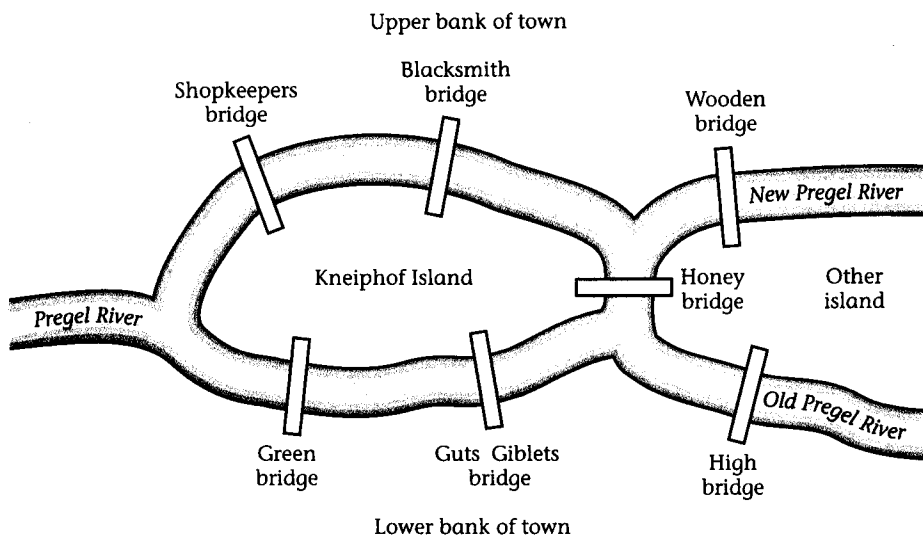 Upper bank of town
Shopkeepers
bridge
Blacksmith
bridge
Wooden
bridge
New Pregel River
Kneiphof Island
Honey
bridge
Other
island
Pregel River
Old Pregel River
Green
bridge
Guts Giblets
bridge
High
bridge
Lower bank of town